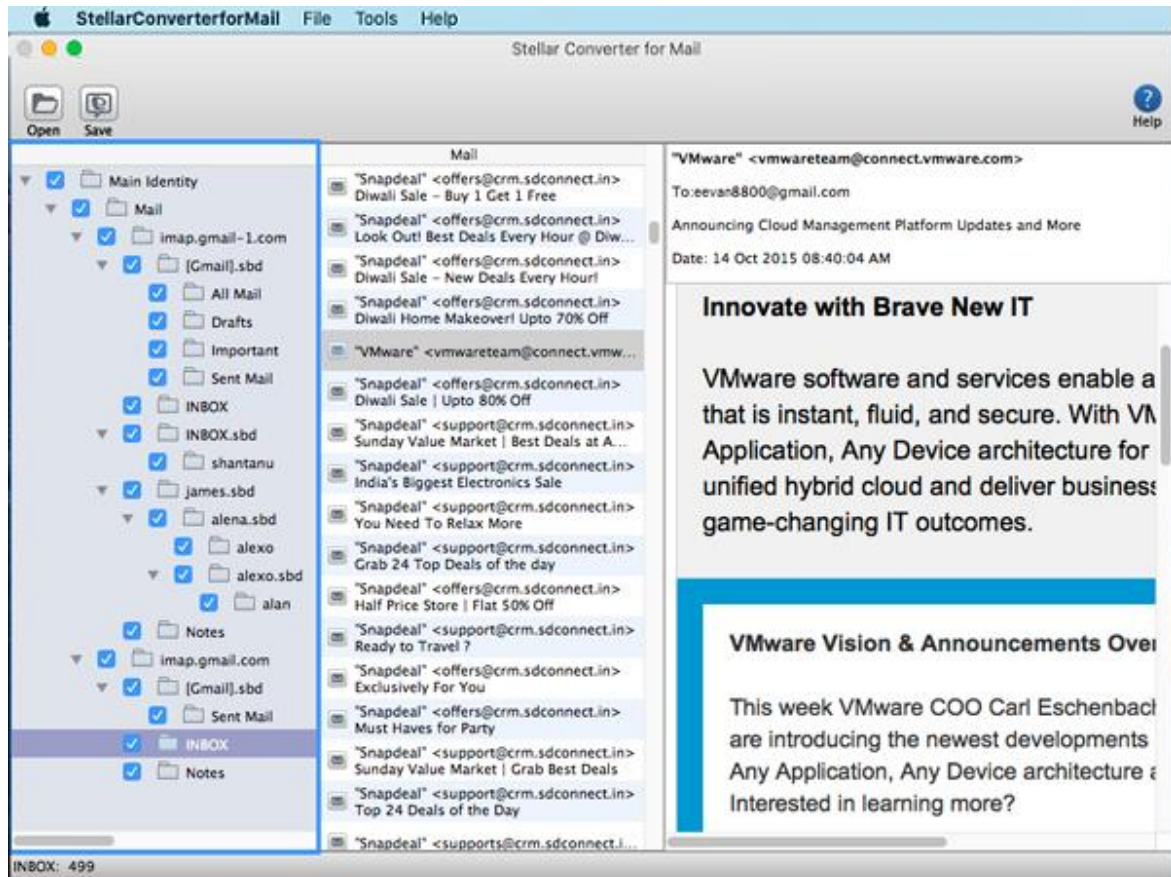 StellarConverterforMail File Tools Help
Stellar Converter for Mail
Open Save
Help
Main Identity
Mail
imap.gmail-1.com
[Gmail].sbd
All Mail
Drafts
Important
Sent Mail
INBOX
INBOX.sbd
shantanu
james.sbd
alena.sbd
alexo
alexo.sbd
alan
Notes
imap.gmail.com
[Gmail].sbd
Sent Mail
INBOX
Notes
Mail
"Snapdeal" <offers@crm.sdconnect.in>
Diwali Sale – Buy 1 Get 1 Free
"Snapdeal" <offers@crm.sdconnect.in>
Look Out! Best Deals Every Hour @ Diw...
"Snapdeal" <offers@crm.sdconnect.in>
Diwali Sale – New Deals Every Hour!
"Snapdeal" <offers@crm.sdconnect.in>
Diwali Home Makeover! Upto 70% Off
"VMware" <vmwareteam@connect.vmw...
"Snapdeal" <offers@crm.sdconnect.in>
Diwali Sale | Upto 80% Off
"Snapdeal" <support@crm.sdconnect.in>
Sunday Value Market | Best Deals at A...
"Snapdeal" <support@crm.sdconnect.in>
India's Biggest Electronics Sale
"Snapdeal" <support@crm.sdconnect.in>
You Need To Relax More
"Snapdeal" <support@crm.sdconnect.in>
Grab 24 Top Deals of the day
"Snapdeal" <support@crm.sdconnect.in>
Half Price Store | Flat 50% Off
"Snapdeal" <support@crm.sdconnect.in>
Ready to Travel ?
"Snapdeal" <offers@crm.sdconnect.in>
Exclusively For You
"Snapdeal" <offers@crm.sdconnect.in>
Must Haves for Party
"Snapdeal" <support@crm.sdconnect.in>
Sunday Value Market | Grab Best Deals
"Snapdeal" <support@crm.sdconnect.in>
Top 24 Deals of the Day
"Snapdeal" <supports@crm.sdconnect.i...
"VMware" <vmwareteam@connect.vmware.com>
To:eevan8800@gmail.com
Announcing Cloud Management Platform Updates and More
Date: 14 Oct 2015 08:40:04 AM
Innovate with Brave New IT
VMware software and services enable a
that is instant, fluid, and secure. With VM
Application, Any Device architecture for
unified hybrid cloud and deliver business
game-changing IT outcomes.
VMware Vision & Announcements Over
This week VMware COO Carl Eschenbach
are introducing the newest developments
Any Application, Any Device architecture a
Interested in learning more?
INBOX: 499